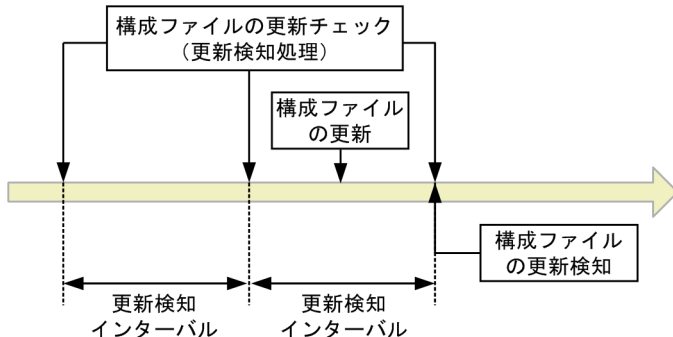 構成ファイルの更新チェック
（更新検知処理）
構成ファイル
の更新
構成ファイル
の更新検知
更新検知
インターバル
更新検知
インターバル